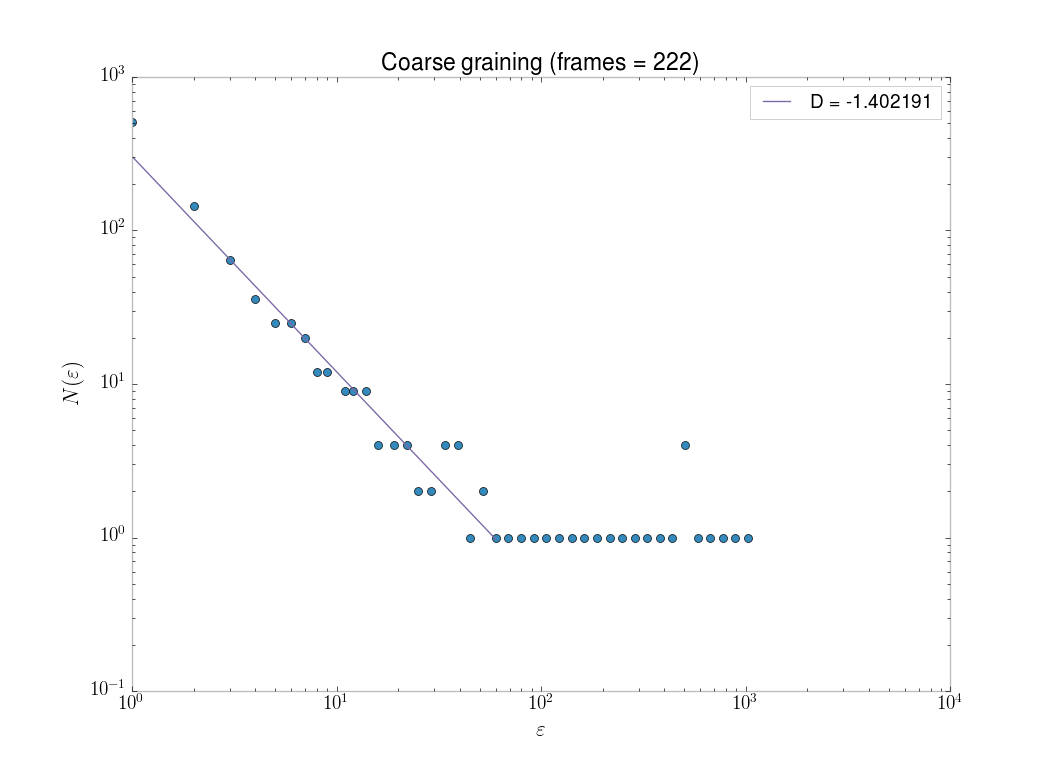 Coarse graining (frames = 222)
D = -1.402191
10³
10²
10¹
10⁰
10⁻¹
N(ε)
10⁰ 10¹ 10² 10³ 10⁴
ε